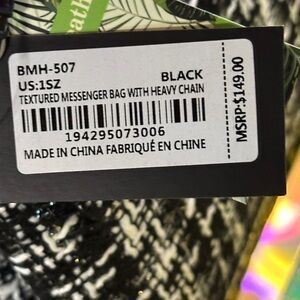 BMH-507
US:1SZ BLACK
TEXTURED MESSENGER BAG WITH HEAVY CHAIN
194295073006
MADE IN CHINA FABRIQUÉ EN CHINE
MSRP:$149.00